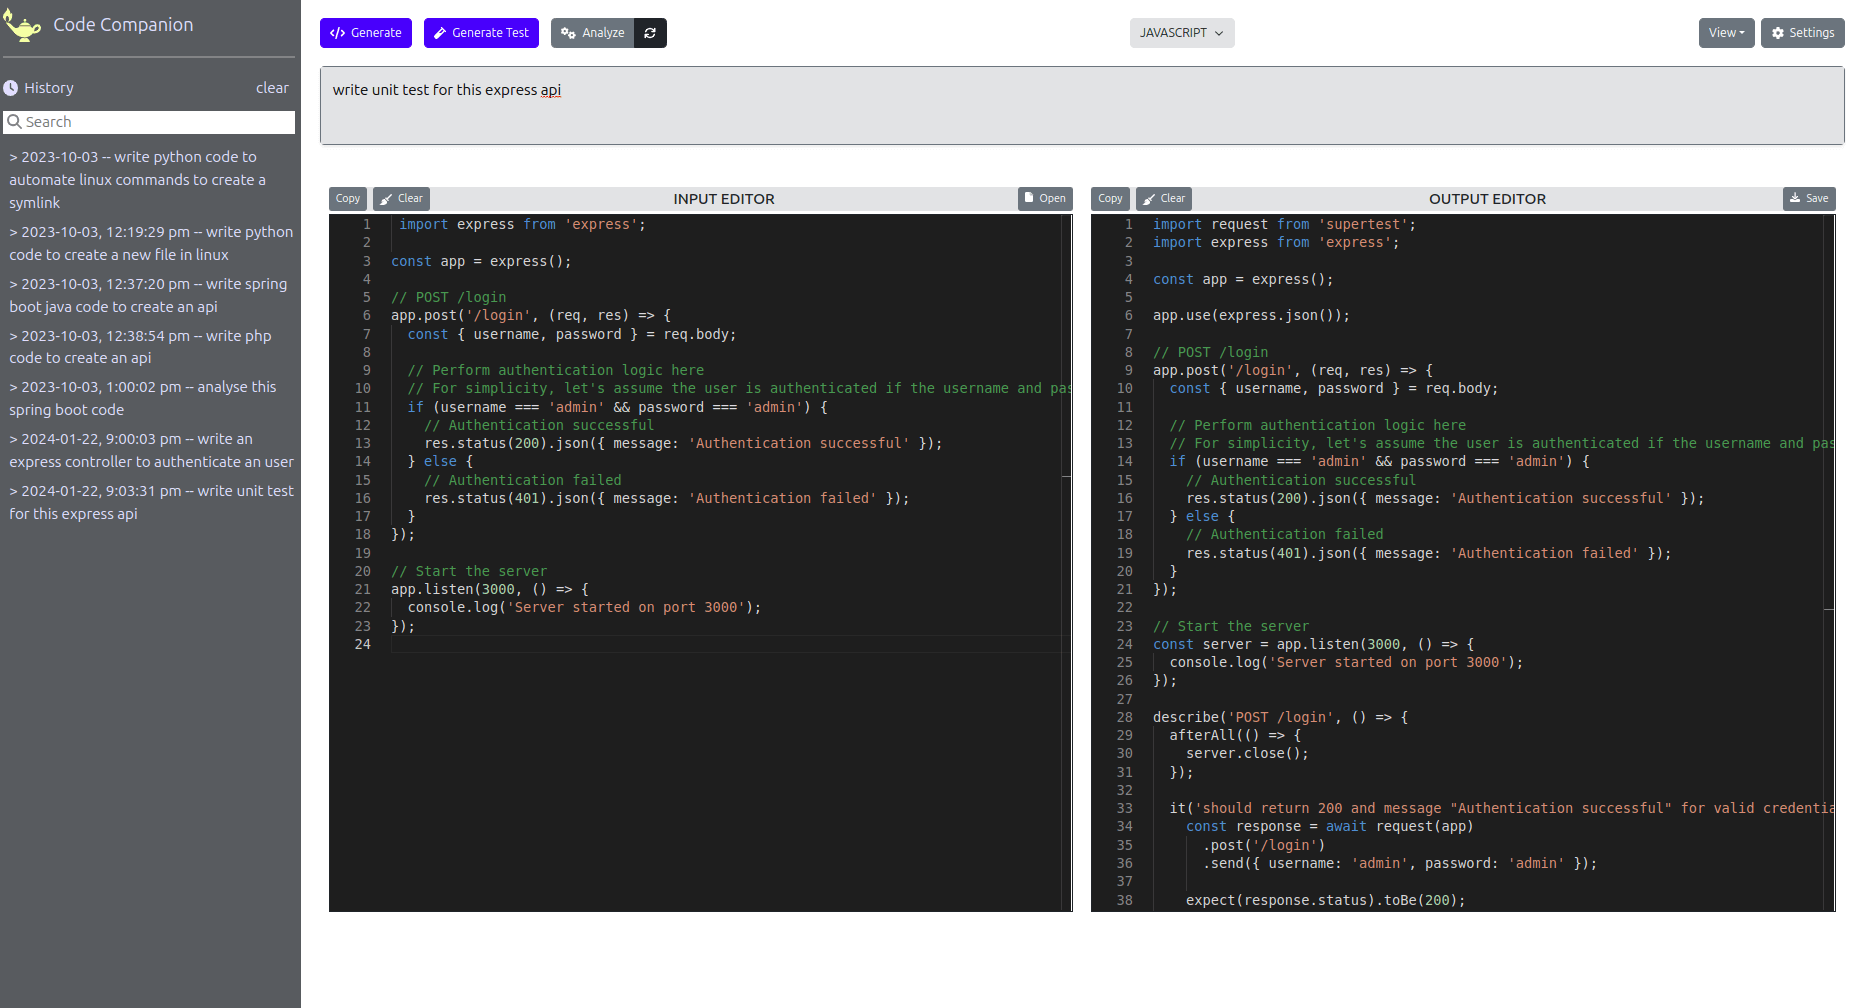 Code Companion
History clear
Search
> 2023-10-03 -- write python code to
automate linux commands to create a
symlink
> 2023-10-03, 12:19:29 pm -- write python
code to create a new file in linux
> 2023-10-03, 12:37:20 pm -- write spring
boot java code to create an api
> 2023-10-03, 12:38:54 pm -- write php
code to create an api
> 2023-10-03, 1:00:02 pm -- analyse this
spring boot code
> 2024-01-22, 9:00:03 pm -- write an
express controller to authenticate an user
> 2024-01-22, 9:03:31 pm -- write unit test
for this express api
</> Generate Generate Test Analyze JAVASCRIPT View Settings
write unit test for this express api
Copy Clear INPUT EDITOR Open
1 import express from 'express';
2
3 const app = express();
4
5 // POST /login
6 app.post('/login', (req, res) => {
7 const { username, password } = req.body;
8
9 // Perform authentication logic here
10 // For simplicity, let's assume the user is authenticated if the username and pas
11 if (username === 'admin' && password === 'admin') {
12 // Authentication successful
13 res.status(200).json({ message: 'Authentication successful' });
14 } else {
15 // Authentication failed
16 res.status(401).json({ message: 'Authentication failed' });
17 }
18 });
19
20 // Start the server
21 app.listen(3000, () => {
22 console.log('Server started on port 3000');
23 });
24
Copy Clear OUTPUT EDITOR Save
1 import request from 'supertest';
2 import express from 'express';
3
4 const app = express();
5
6 app.use(express.json());
7
8 // POST /login
9 app.post('/login', (req, res) => {
10 const { username, password } = req.body;
11
12 // Perform authentication logic here
13 // For simplicity, let's assume the user is authenticated if the username and pas
14 if (username === 'admin' && password === 'admin') {
15 // Authentication successful
16 res.status(200).json({ message: 'Authentication successful' });
17 } else {
18 // Authentication failed
19 res.status(401).json({ message: 'Authentication failed' });
20 }
21 });
22
23 // Start the server
24 const server = app.listen(3000, () => {
25 console.log('Server started on port 3000');
26 });
27
28 describe('POST /login', () => {
29 afterAll(() => {
30 server.close();
31 });
32
33 it('should return 200 and message "Authentication successful" for valid credentia
34 const response = await request(app)
35 .post('/login')
36 .send({ username: 'admin', password: 'admin' });
37
38 expect(response.status).toBe(200);